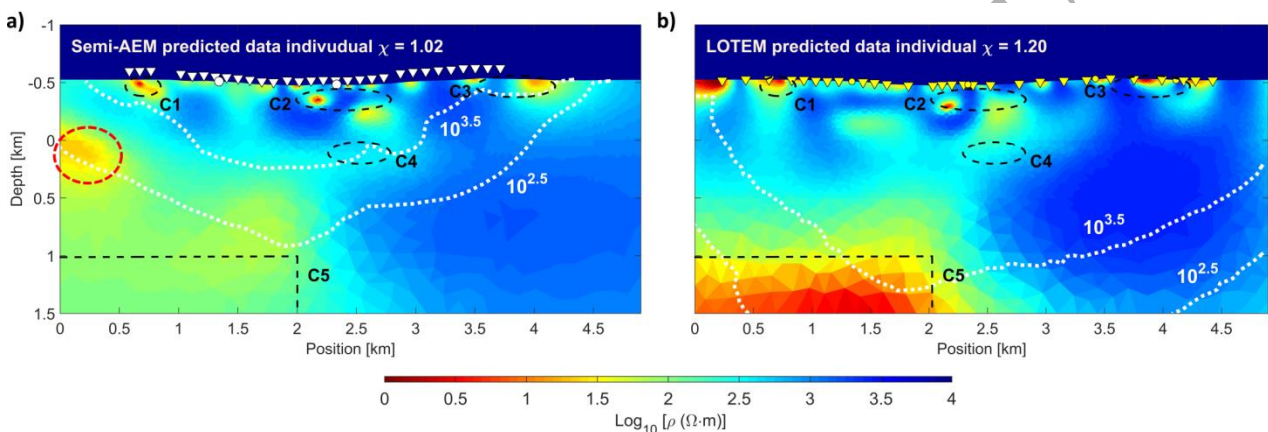 a)
Semi-AEM predicted data indivudual χ = 1.02
C1
C2
C3
C4
C5
10^3.5
10^2.5
-1
-0.5
0
0.5
1
1.5
Depth [km]
0 0.5 1 1.5 2 2.5 3 3.5 4 4.5
Position [km]
b)
LOTEM predicted data individual χ = 1.20
C1
C2
C3
C4
C5
10^3.5
10^2.5
0 0.5 1 1.5 2 2.5 3 3.5 4 4.5
Position [km]
0 0.5 1 1.5 2 2.5 3 3.5 4
Log10 [ρ (Ω·m)]